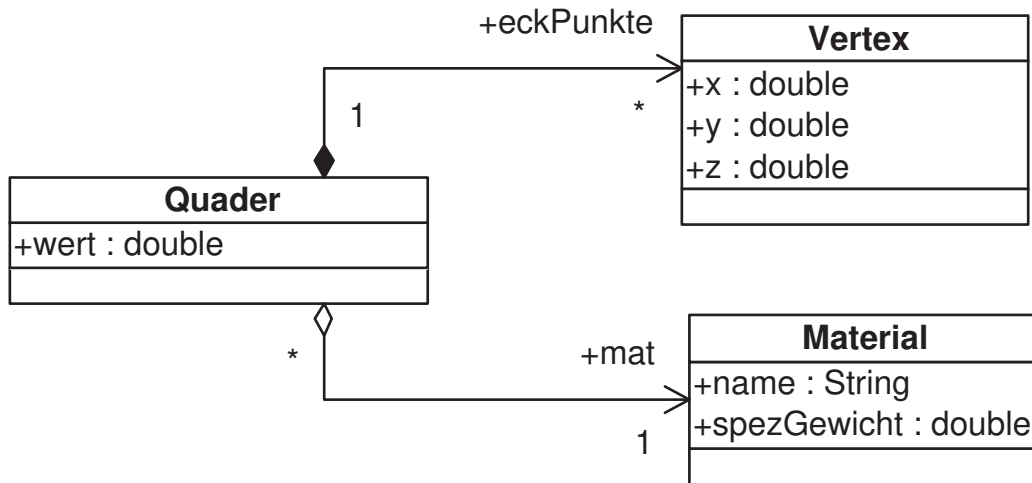 +eckPunkte
1
*
Vertex
+x : double
+y : double
+z : double
Quader
+wert : double
*
+mat
1
Material
+name : String
+spezGewicht : double